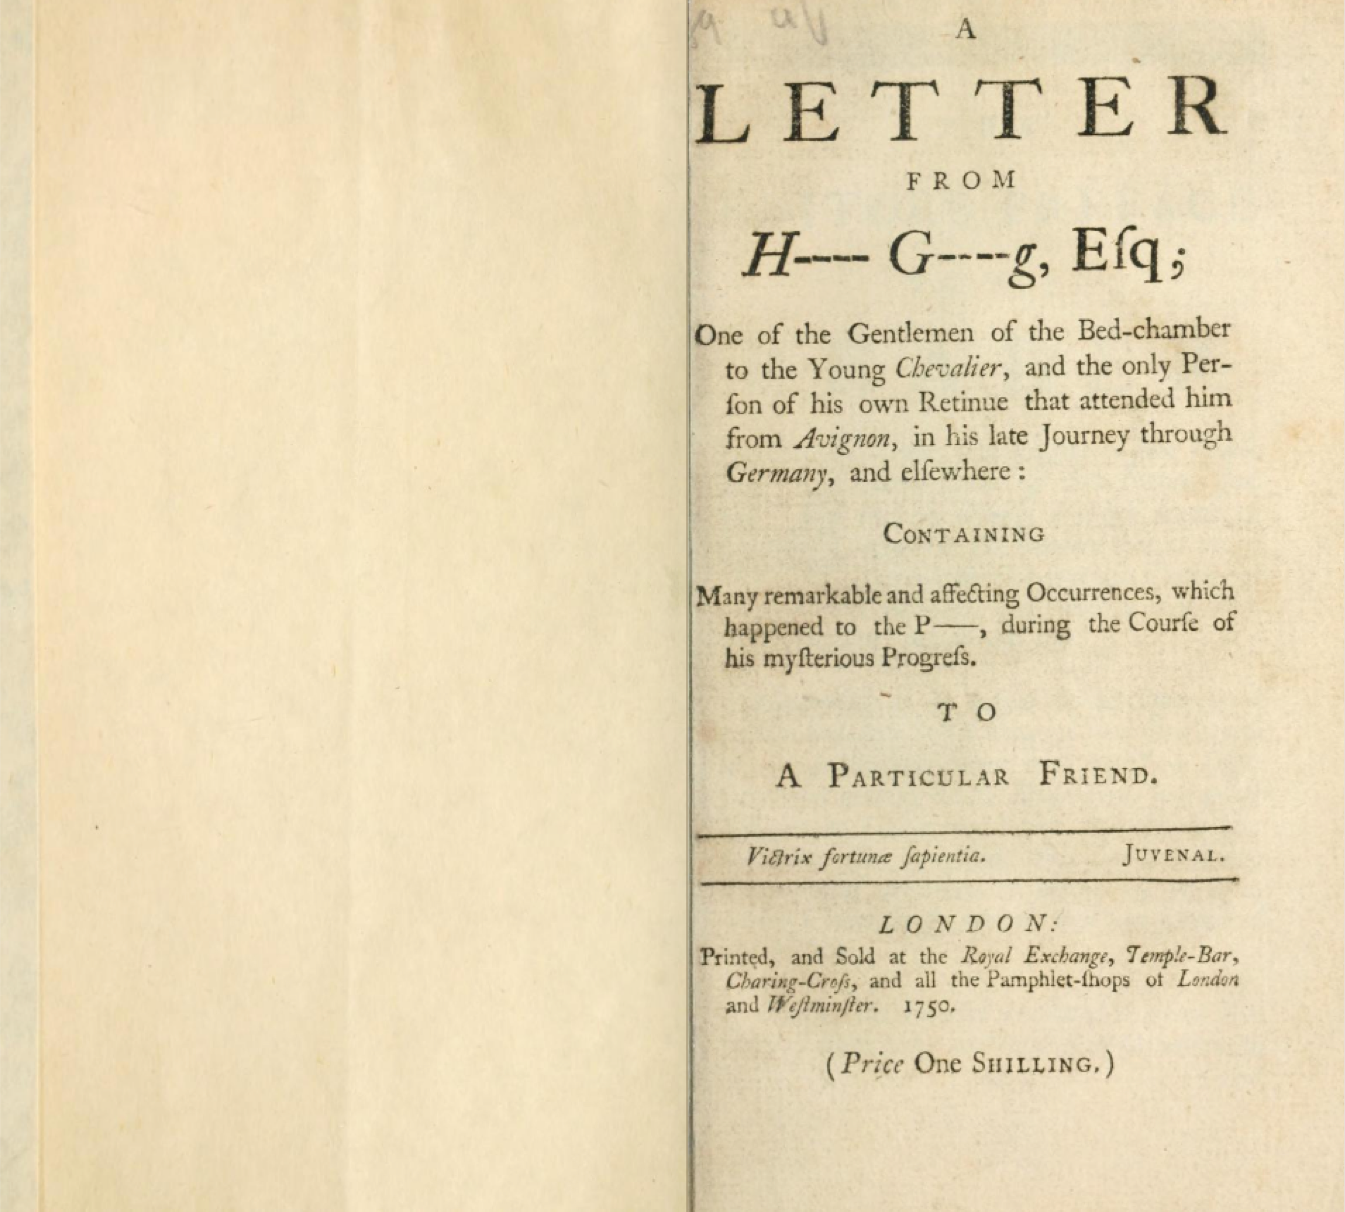 A
LETTER
FROM
H---- G----g, Eſq;
One of the Gentlemen of the Bed-chamber
to the Young Chevalier, and the only Per-
ſon of his own Retinue that attended him
from Avignon, in his late Journey through
Germany, and elſewhere :
CONTAINING
Many remarkable and affecting Occurrences, which
happened to the P——, during the Courſe of
his myſterious Progreſs.
TO
A PARTICULAR FRIEND.
Victrix fortunæ ſapientia. JUVENAL.
LONDON:
Printed, and Sold at the Royal Exchange, Temple-Bar,
Charing-Croſs, and all the Pamphlet-ſhops of London
and Weſtminſter. 1750.
(Price One SHILLING.)